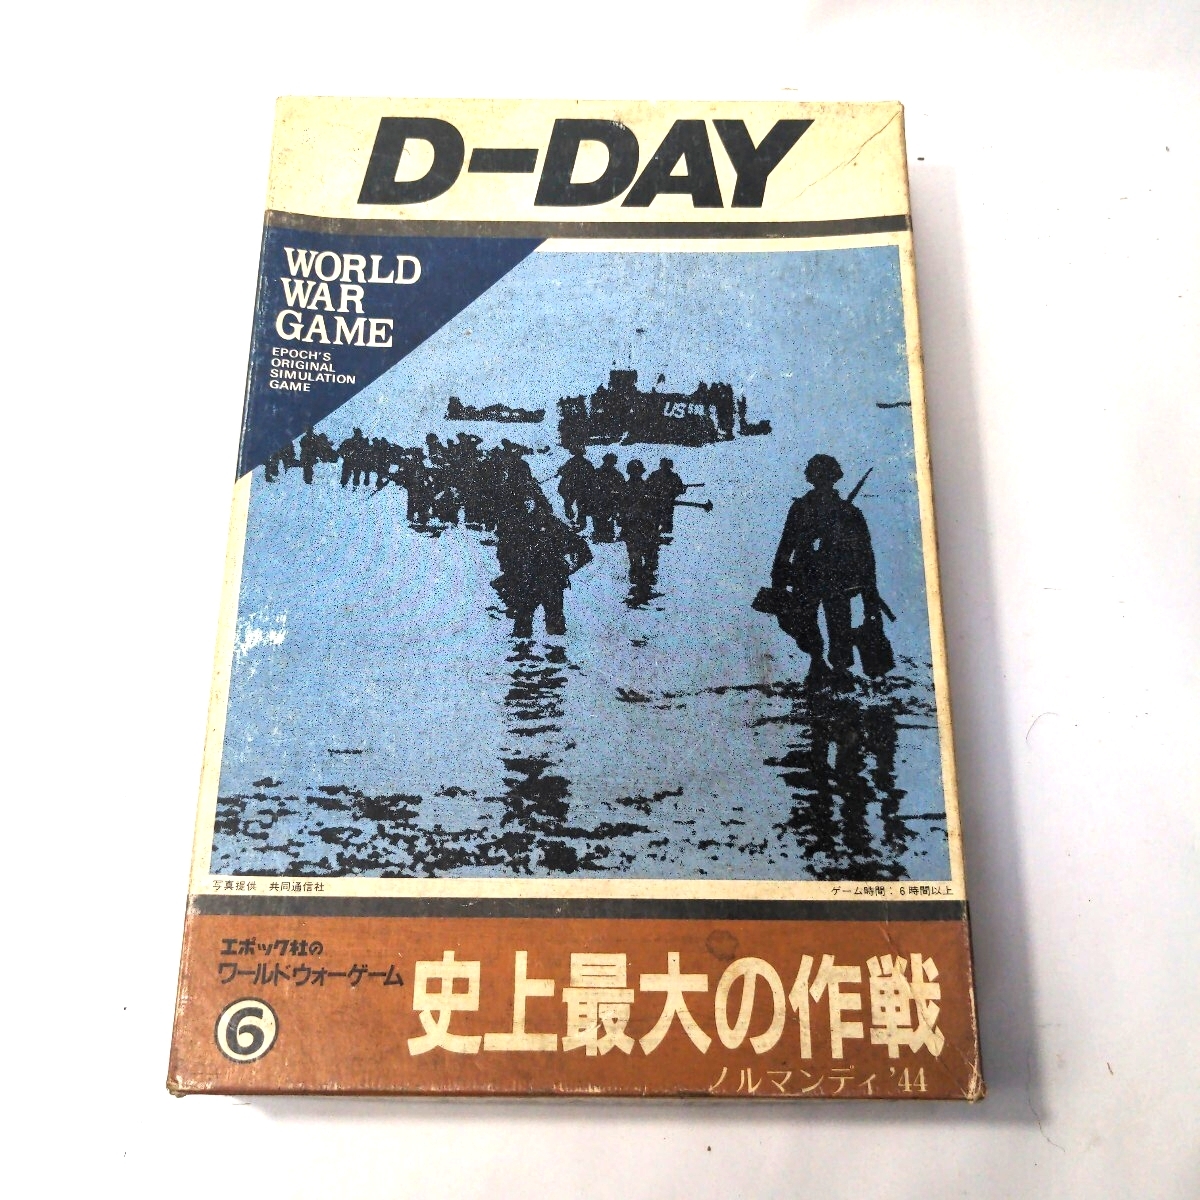 D-DAY
WORLD
WAR
GAME
EPOCH'S
ORIGINAL
SIMULATION
GAME
US
写真提供 共同通信社
ゲーム時間：6時間以上
エポック社の
ワールドウォーゲーム
6
史上最大の作戦
ノルマンディ'44